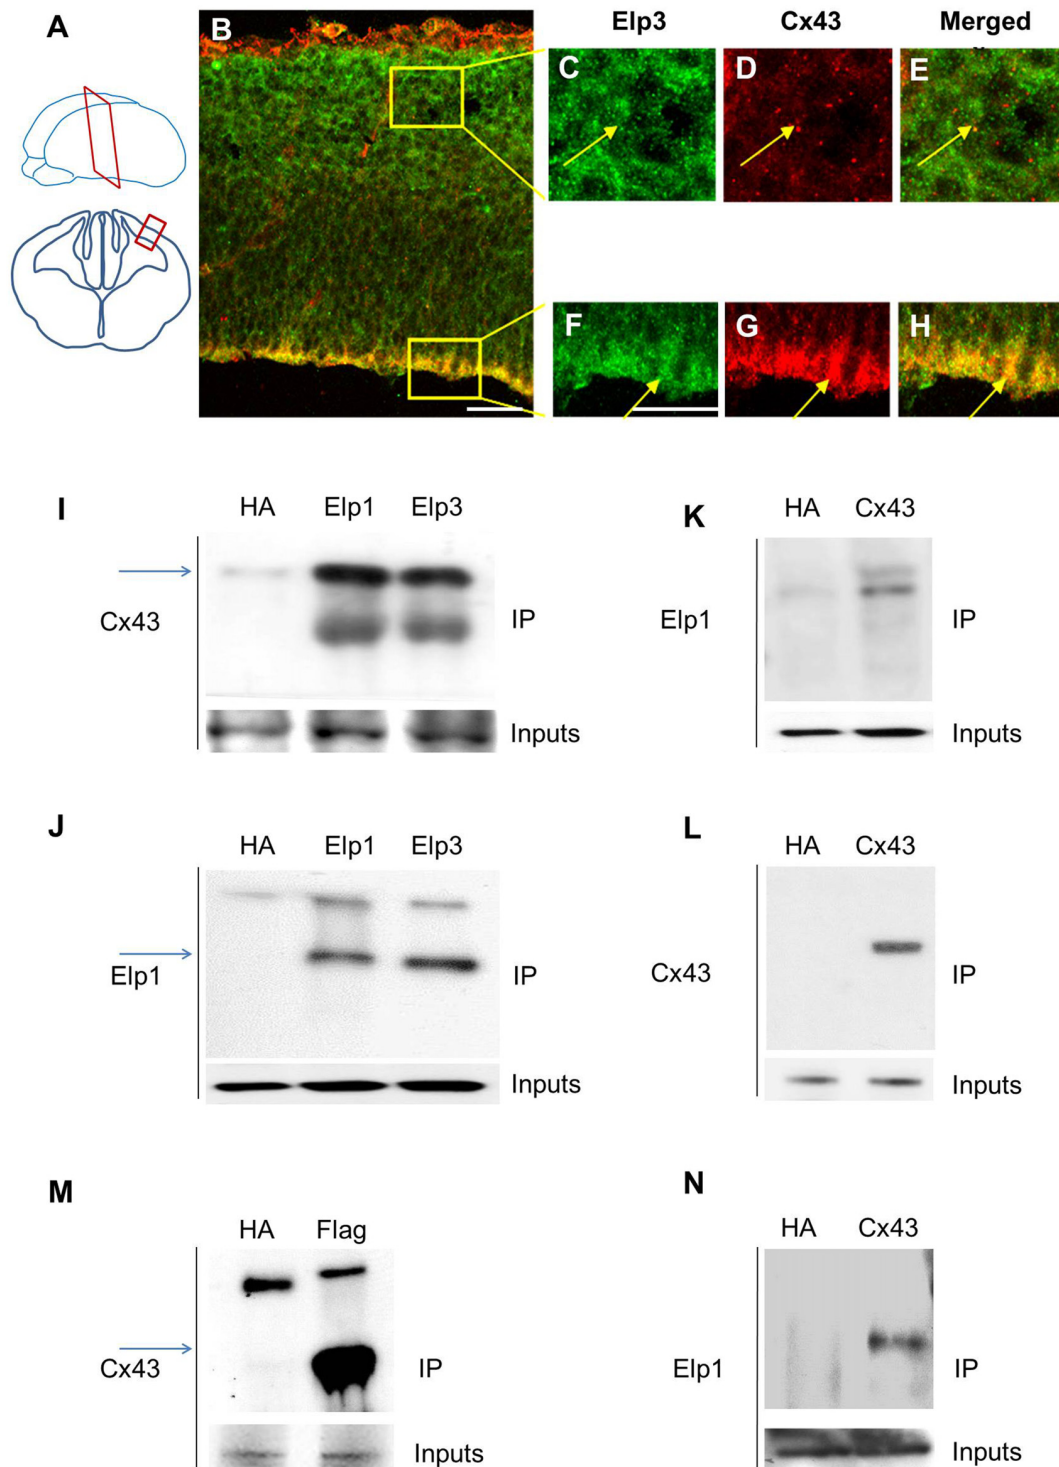 A
B
Elp3
Cx43
Merged
C
D
E
F
G
H
I
HA Elp1 Elp3
Cx43
IP
Inputs
K
HA Cx43
Elp1
IP
Inputs
J
HA Elp1 Elp3
Elp1
IP
Inputs
L
HA Cx43
Cx43
IP
Inputs
M
HA Flag
Cx43
IP
Inputs
N
HA Cx43
Elp1
IP
Inputs